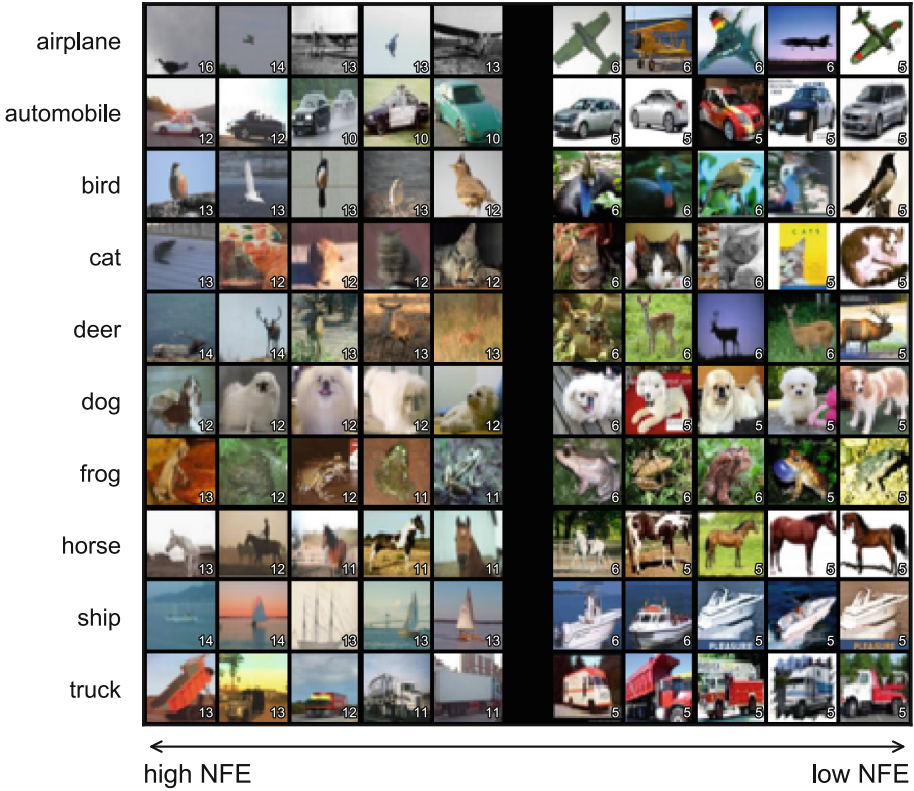 airplane 16 14 13 13 13 6 6 6 6 5
automobile 12 12 10 10 10 5 5 5 5 5
bird 13 13 13 13 12 6 6 6 6 5
cat 13 12 12 12 12 6 6 6 5 5
CATS
deer 14 14 13 13 13 6 6 6 6 5
dog 12 12 12 12 12 6 5 5 5 5
frog 13 12 12 11 11 6 6 6 5 5
horse 13 12 11 11 11 6 5 5 5 5
ship 14 14 13 13 13 6 6 5 5 5
PLEASURE
truck 13 13 12 11 11 5 5 5 5 5
high NFE low NFE